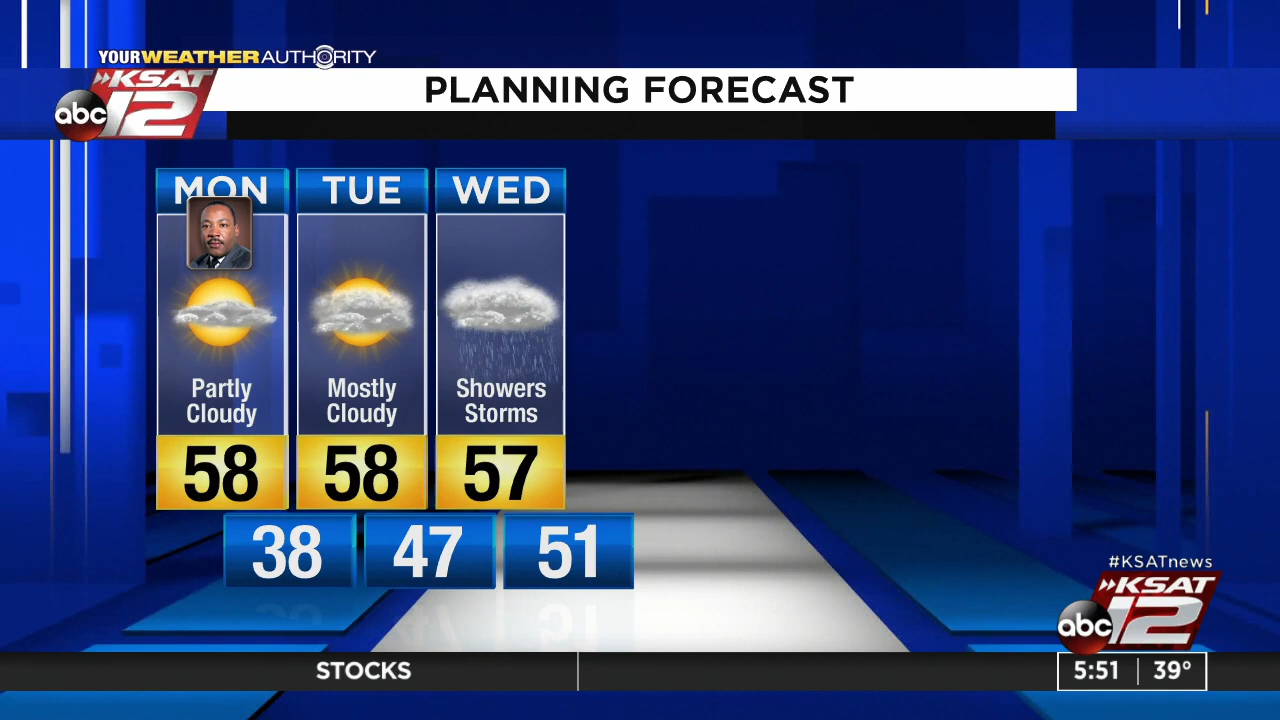 YOURWEATHERAUTHORITY
KSAT
abc 12
PLANNING FORECAST
MON TUE WED
Partly Cloudy
Mostly Cloudy
Showers Storms
58 58 57
38 47 51
#KSATnews
KSAT
abc 12
STOCKS
5:51 39°